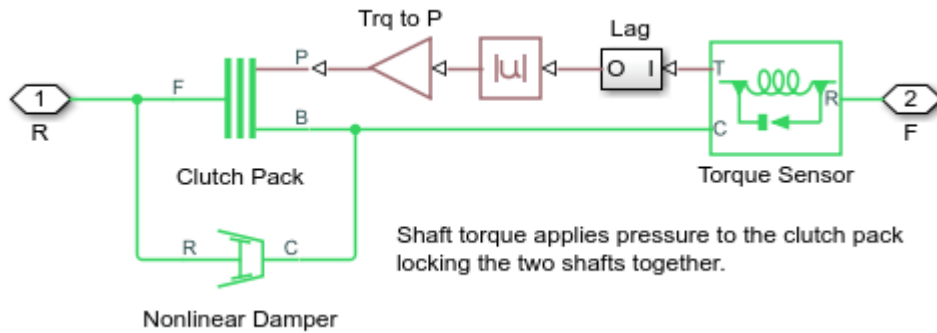 Trq to P
Lag
P
|u|
O I
T
1
F
R
2
R
B
C
F
Clutch Pack
Torque Sensor
R
C
Shaft torque applies pressure to the clutch pack
locking the two shafts together.
Nonlinear Damper